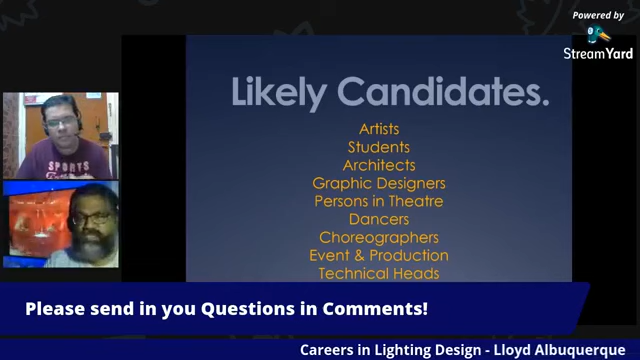 Powered by
StreamYard
Likely Candidates.
Artists
Students
Architects
Graphic Designers
Persons in Theatre
Dancers
Choreographers
Event & Production
Technical Heads
SPORTS
Please send in you Questions in Comments!
Careers in Lighting Design - Lloyd Albuquerque